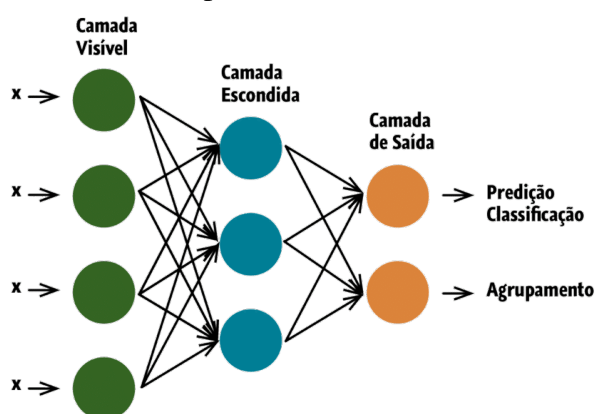 Camada
Visível
Camada
Escondida
Camada
de Saída
x
x
x
x
Predição
Classificação
Agrupamento